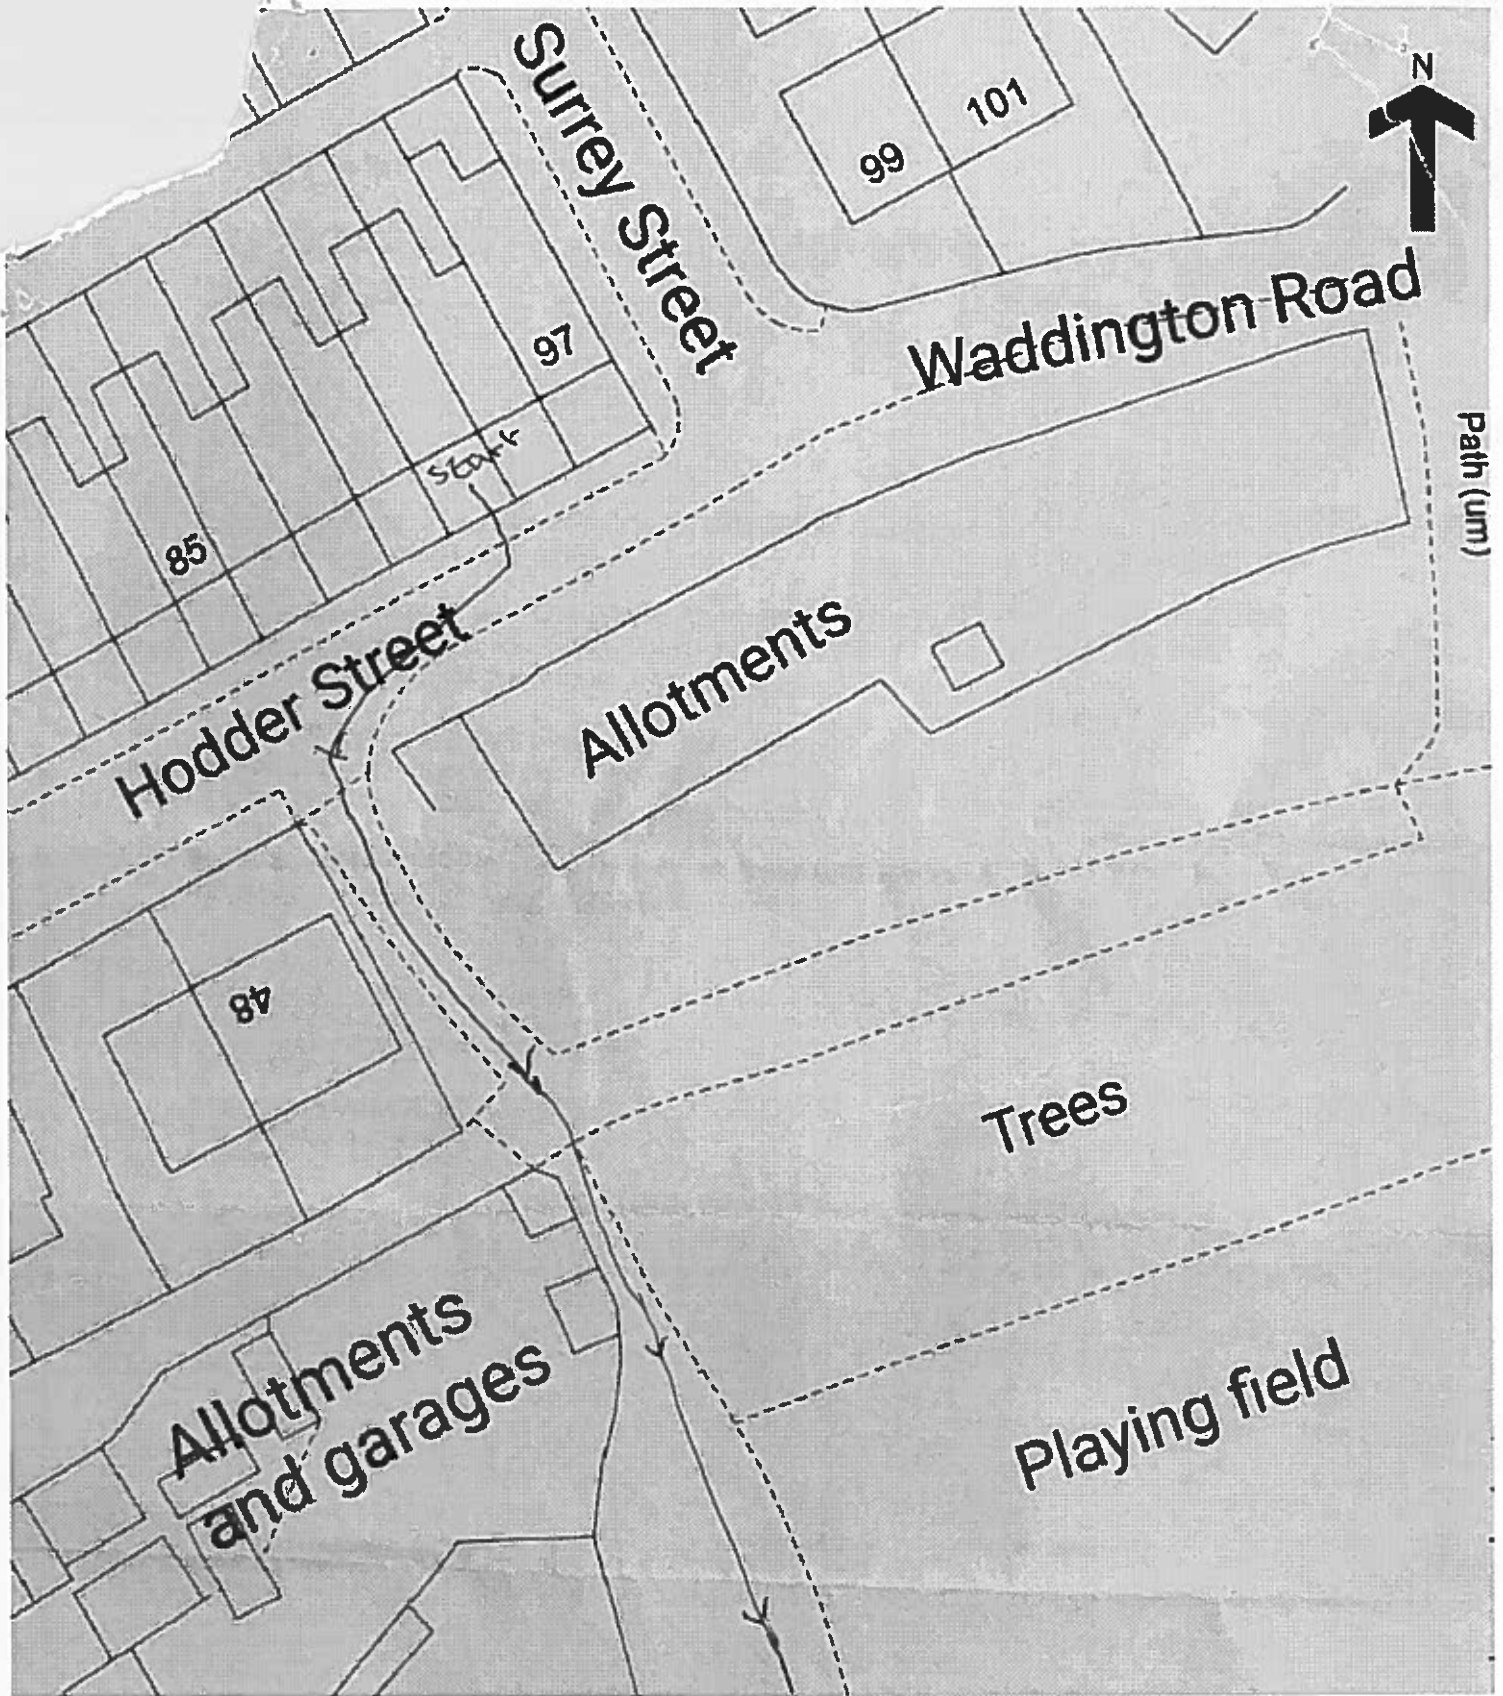 Surrey Street
N
101
99
Waddington Road
97
Path (um)
start
85
Hodder Street
Allotments
48
Trees
Allotments
and garages
Playing field